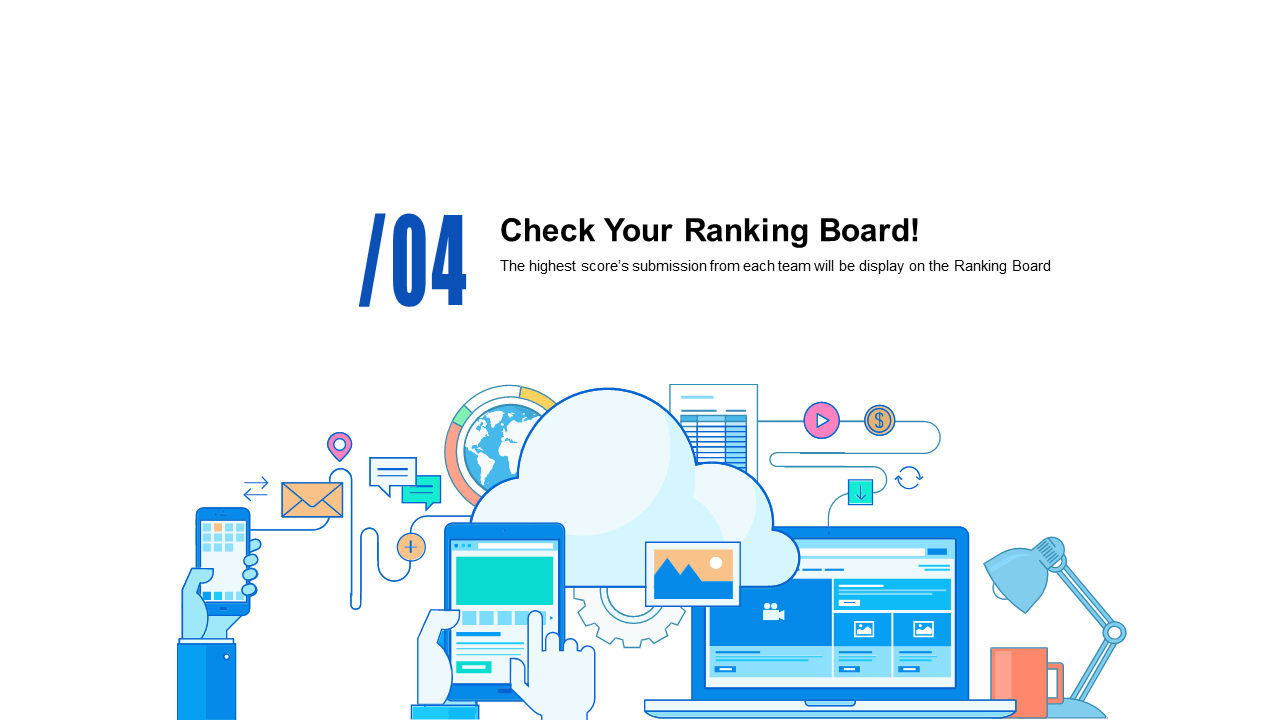 /04
Check Your Ranking Board!
The highest score’s submission from each team will be display on the Ranking Board
$